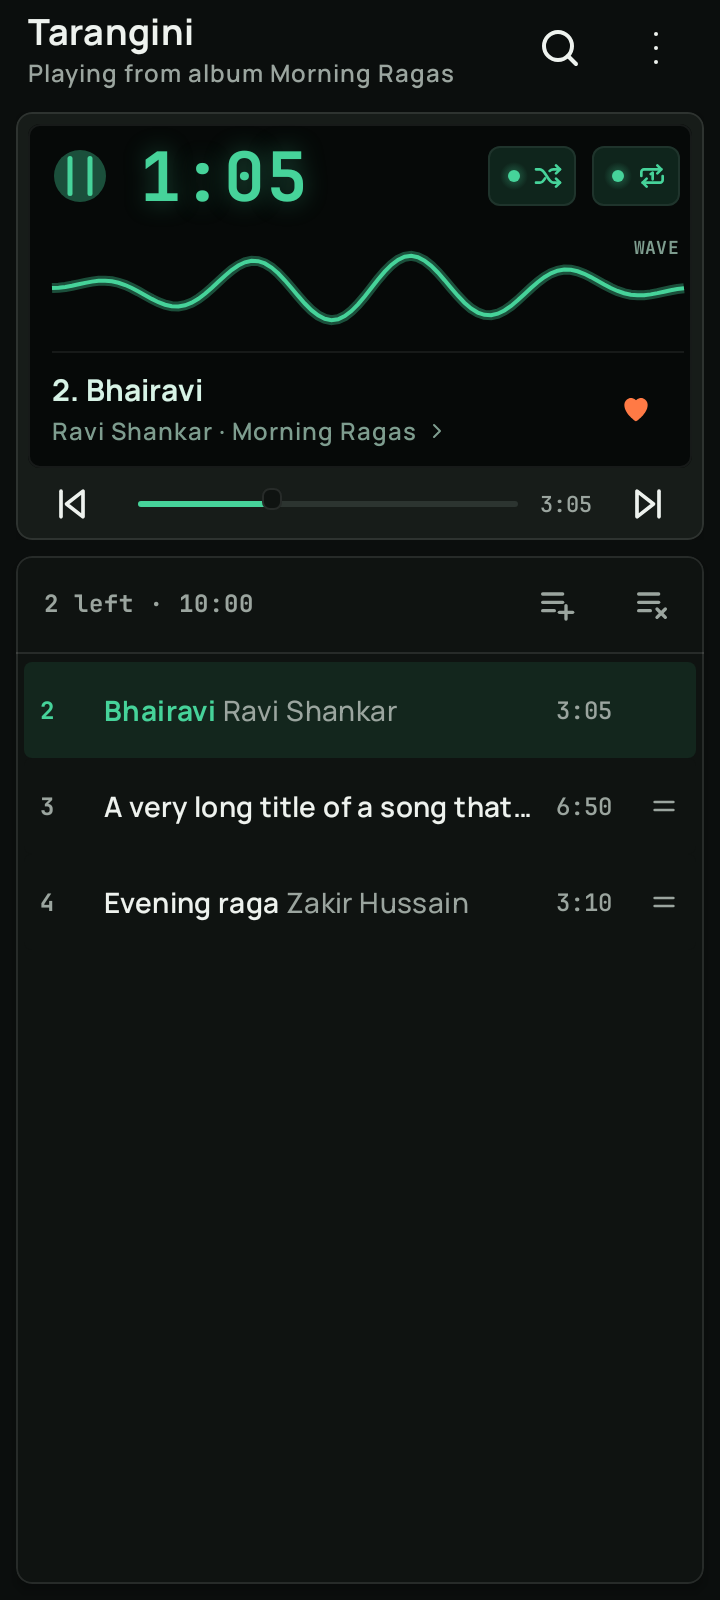 Tarangini
Playing from album Morning Ragas
1:05
WAVE
2. Bhairavi
Ravi Shankar · Morning Ragas
3:05
2 left · 10:00
2 Bhairavi Ravi Shankar 3:05
3 A very long title of a song that… 6:50
4 Evening raga Zakir Hussain 3:10